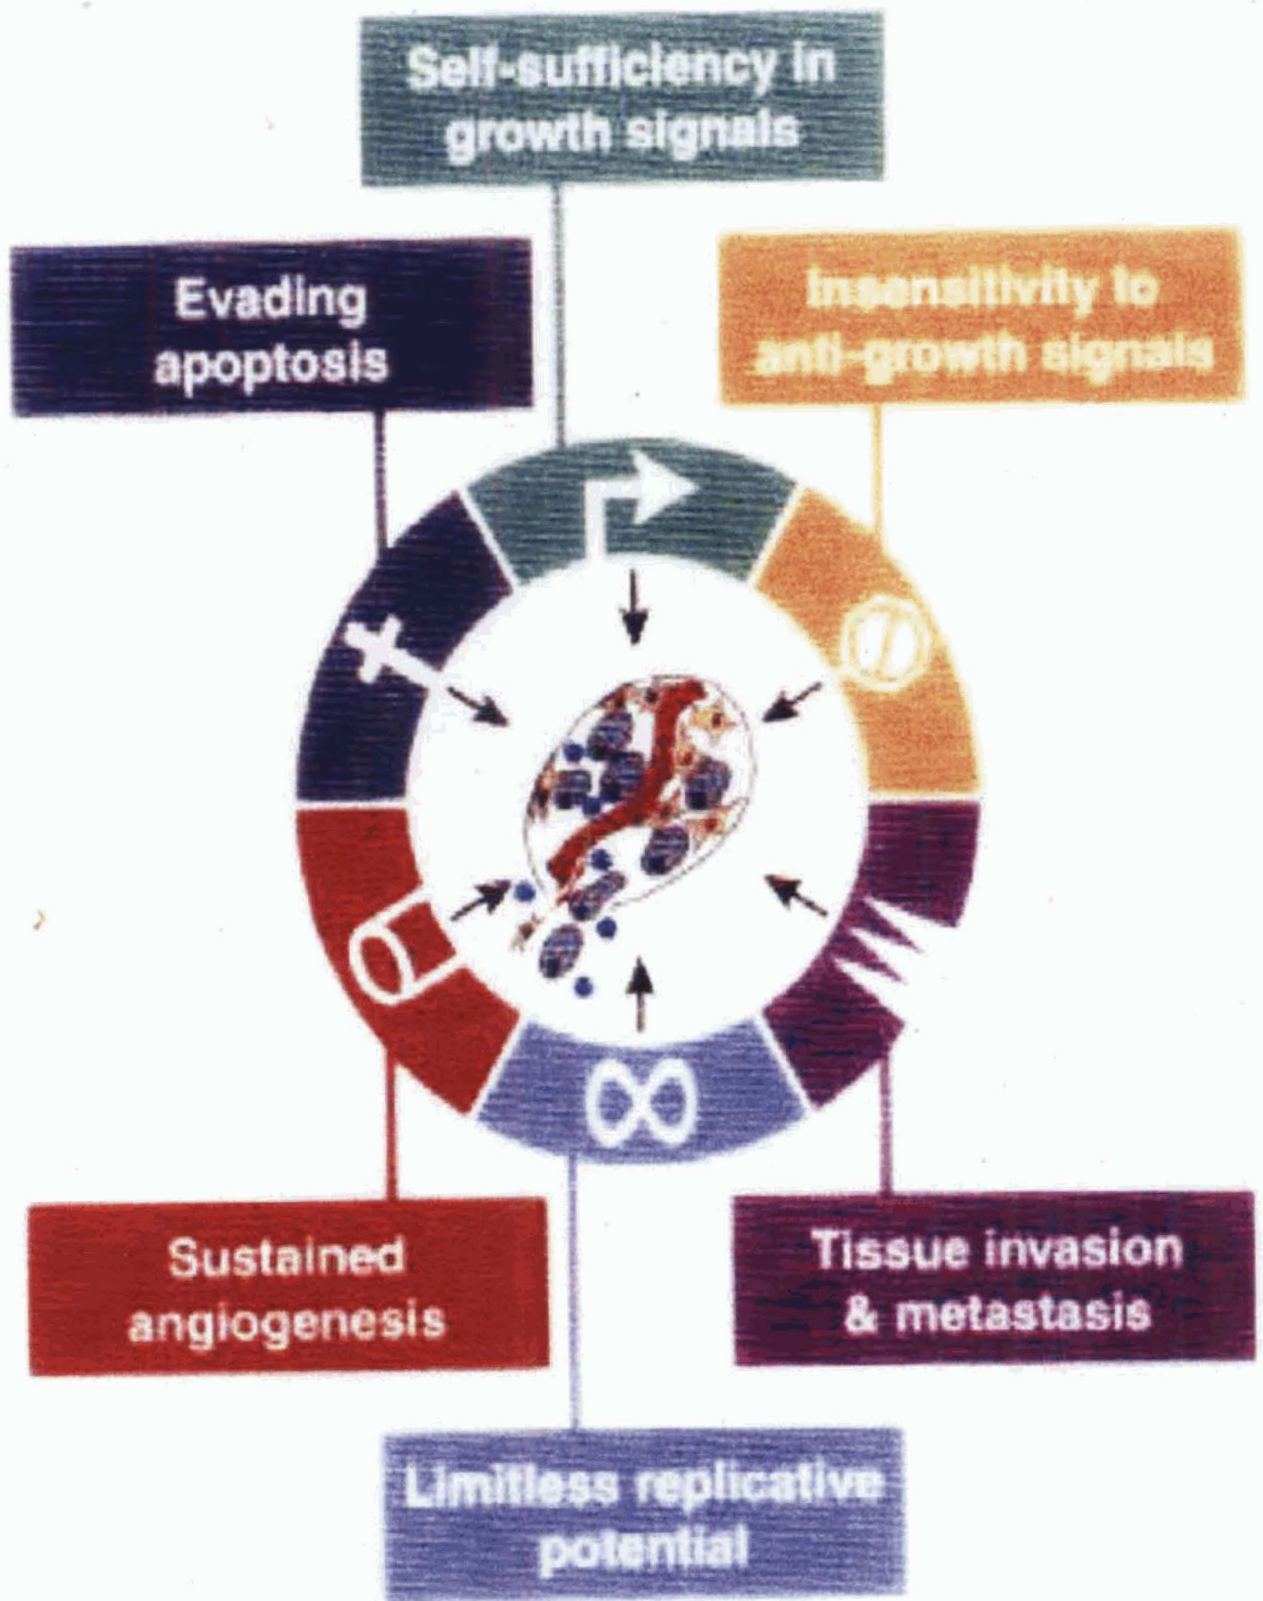 Self-sufficiency in
growth signals
Evading
apoptosis
Insensitivity to
anti-growth signals
Sustained
angiogenesis
Tissue invasion
& metastasis
Limitless replicative
potential